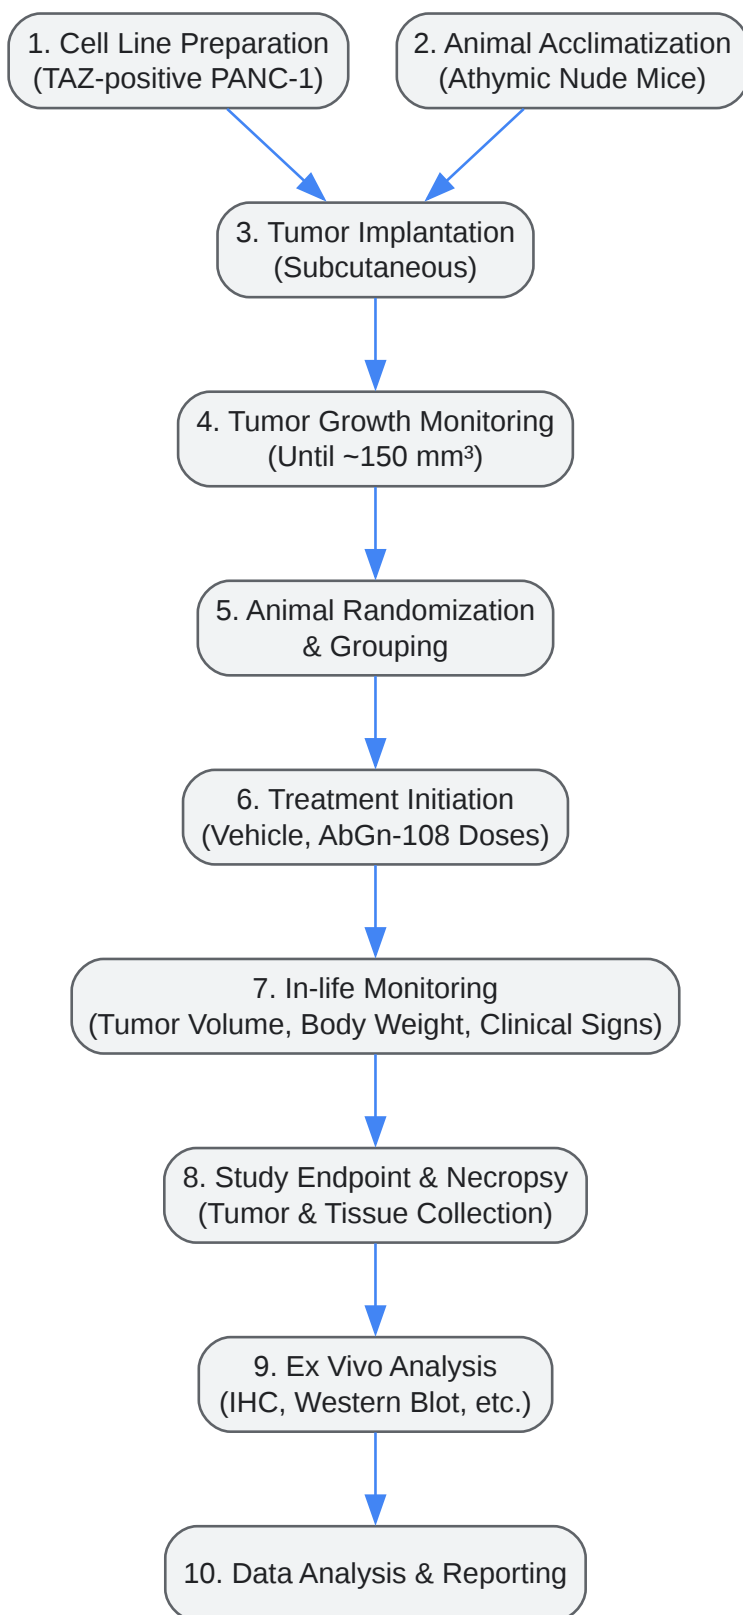 1. Cell Line Preparation
(TAZ-positive PANC-1)
2. Animal Acclimatization
(Athymic Nude Mice)
3. Tumor Implantation
(Subcutaneous)
4. Tumor Growth Monitoring
(Until ~150 mm³)
5. Animal Randomization
& Grouping
6. Treatment Initiation
(Vehicle, AbGn-108 Doses)
7. In-life Monitoring
(Tumor Volume, Body Weight, Clinical Signs)
8. Study Endpoint & Necropsy
(Tumor & Tissue Collection)
9. Ex Vivo Analysis
(IHC, Western Blot, etc.)
10. Data Analysis & Reporting